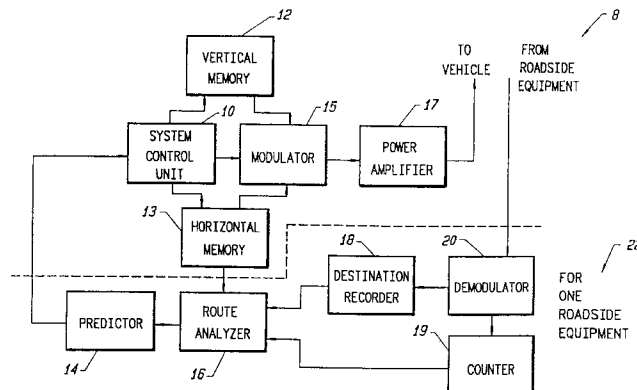 12
VERTICAL
MEMORY
TO
VEHICLE
FROM
ROADSIDE
EQUIPMENT
8
10
SYSTEM
CONTROL
UNIT
15
MODULATOR
17
POWER
AMPLIFIER
13
HORIZONTAL
MEMORY
18
DESTINATION
RECORDER
20
DEMODULATOR
22
FOR
ONE
ROADSIDE
EQUIPMENT
PREDICTOR
14
ROUTE
ANALYZER
16
19
COUNTER